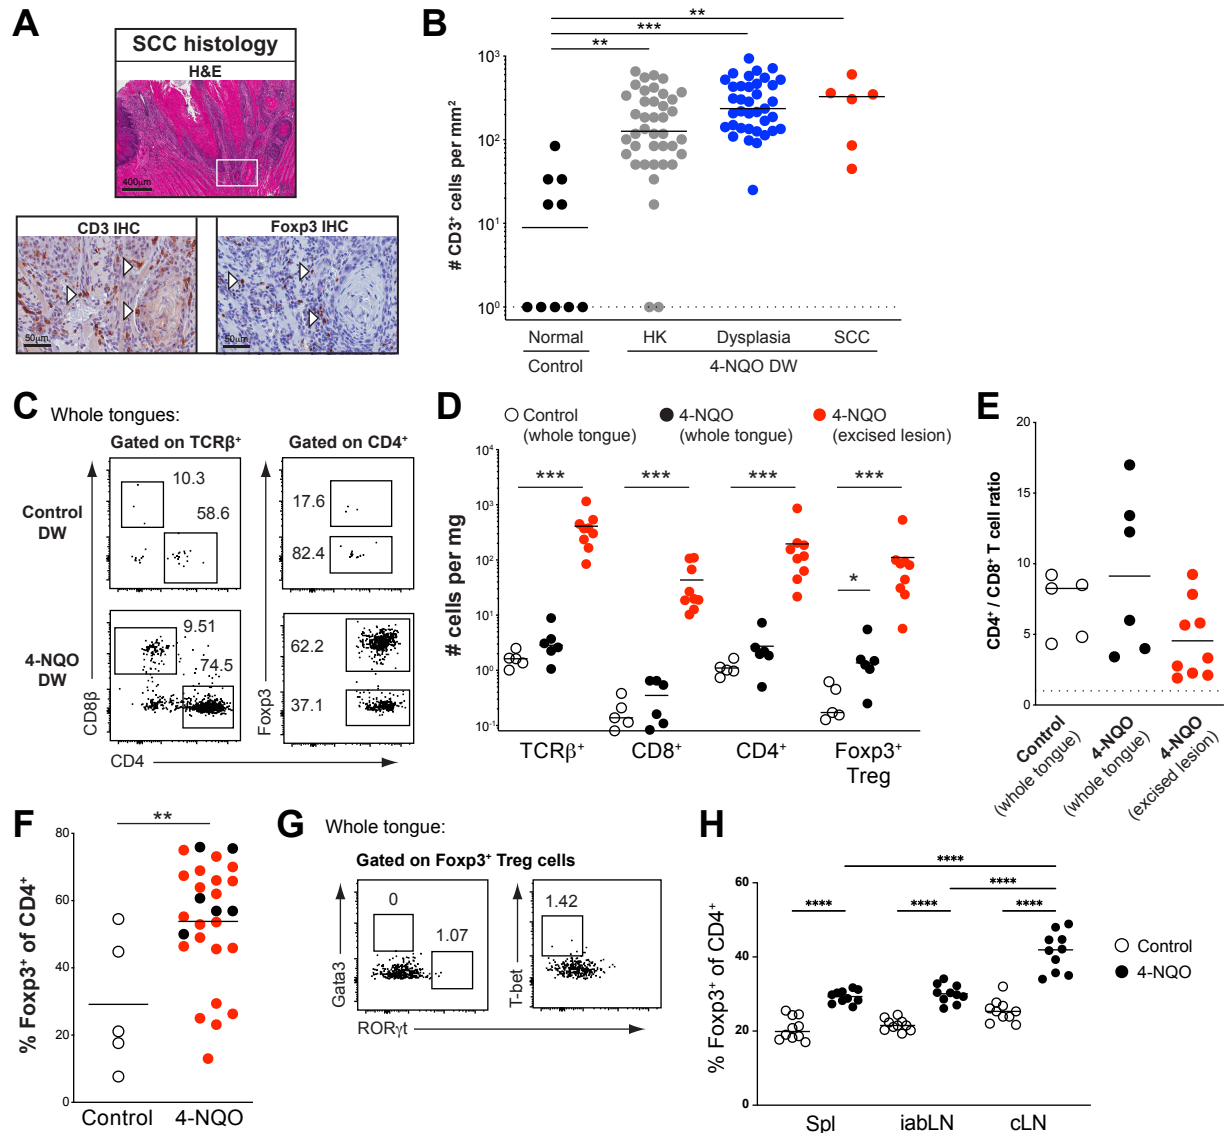 A
SCC histology
H&E
400µm
CD3 IHC
Foxp3 IHC
50µm
50µm
B
**
***
**
# CD3⁺ cells per mm²
10³
10²
10¹
10⁰
Normal
HK
Dysplasia
SCC
Control
4-NQO DW
C
Whole tongues:
Gated on TCRβ⁺
Gated on CD4⁺
Control
DW
10.3
58.6
17.6
82.4
4-NQO
DW
9.51
74.5
62.2
37.1
CD8β
Foxp3
CD4
D
Control
(whole tongue)
4-NQO
(whole tongue)
4-NQO
(excised lesion)
# cells per mg
10⁴
10³
10²
10¹
10⁰
10⁻¹
***
***
***
***
*
TCRβ⁺
CD8⁺
CD4⁺
Foxp3⁺
Treg
E
CD4⁺ / CD8⁺ T cell ratio
20
15
10
5
0
Control
(whole tongue)
4-NQO
(whole tongue)
4-NQO
(excised lesion)
F
**
% Foxp3⁺ of CD4⁺
80
60
40
20
0
Control
4-NQO
G
Whole tongue:
Gated on Foxp3⁺ Treg cells
0
1.07
1.42
Gata3
T-bet
RORγt
H
% Foxp3⁺ of CD4⁺
60
40
20
0
****
****
****
****
****
Control
4-NQO
Spl
iabLN
cLN